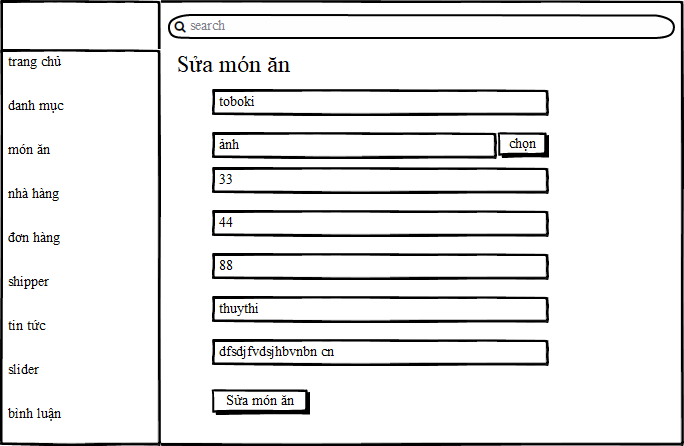 search
trang chủ
danh mục
món ăn
nhà hàng
đơn hàng
shipper
tin tức
slider
bình luận
Sửa món ăn
toboki
ảnh
chọn
33
44
88
thuythi
dfsdjfvdsjhbvnbn cn
Sửa món ăn